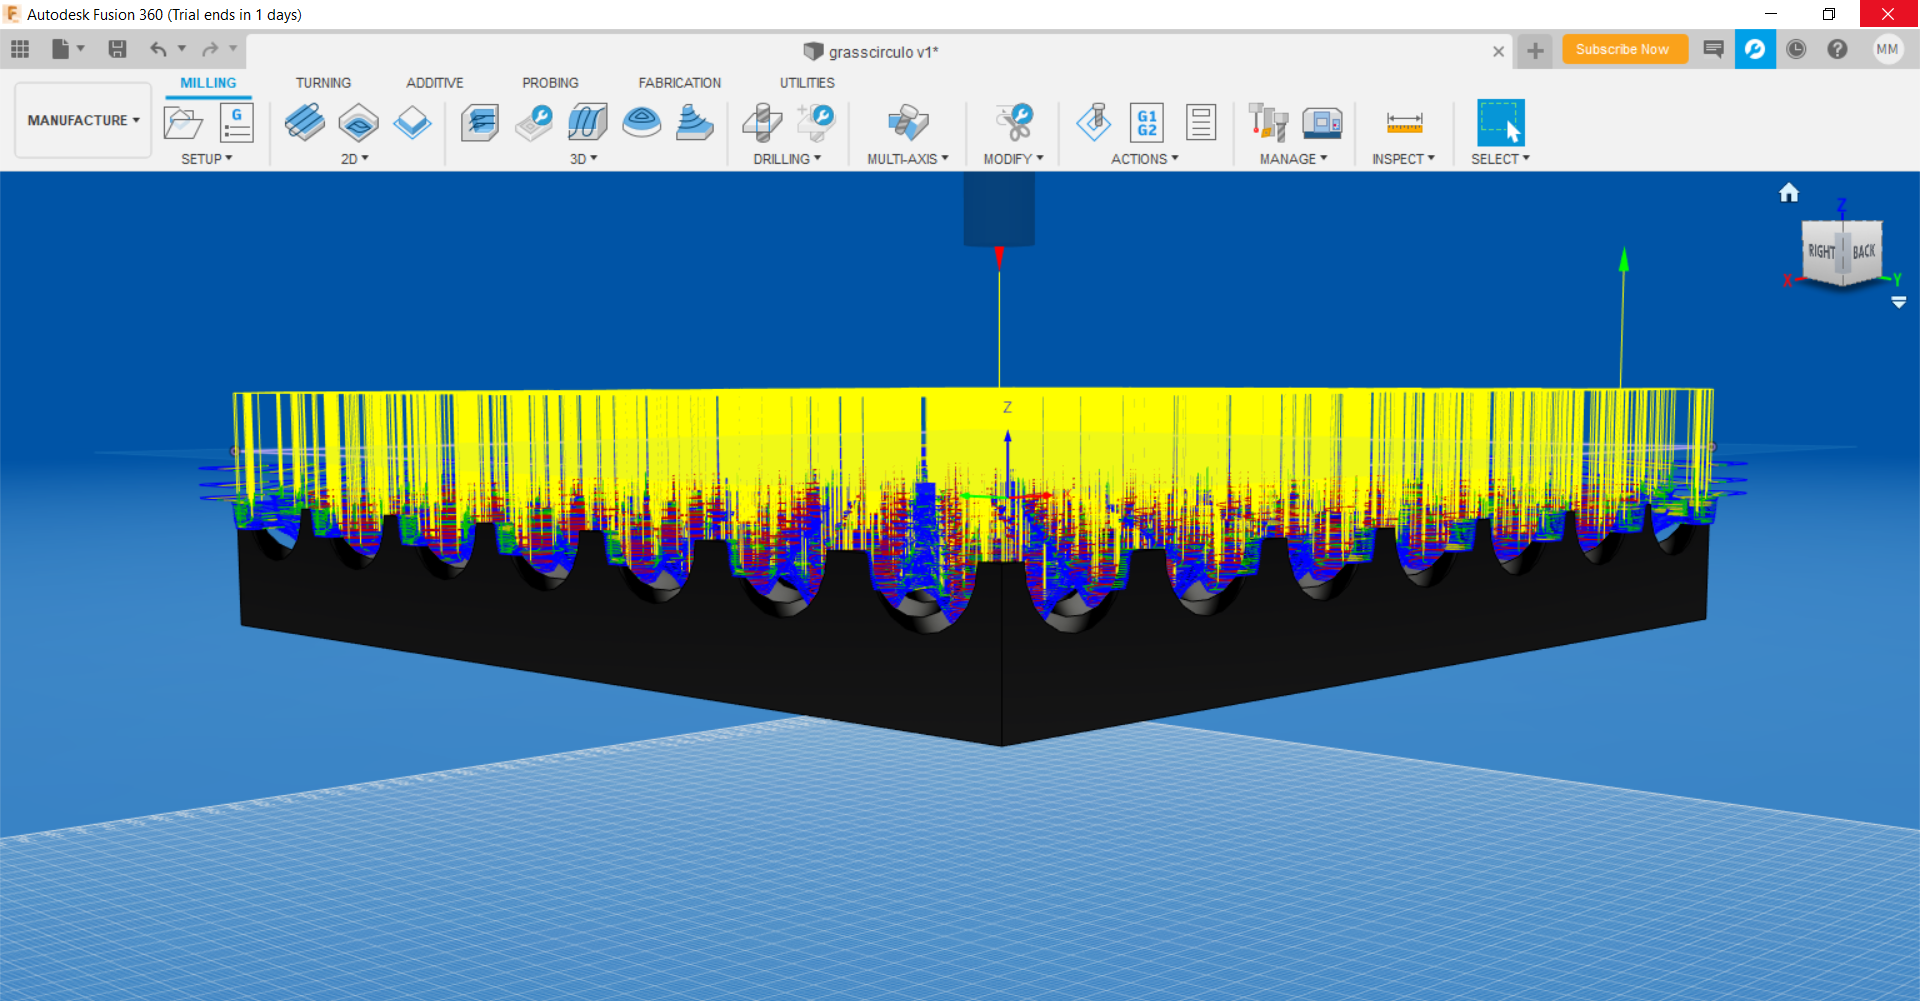 Autodesk Fusion 360 (Trial ends in 1 days)
grasscirculo v1*
Subscribe Now
MM
MANUFACTURE
MILLING
TURNING
ADDITIVE
PROBING
FABRICATION
UTILITIES
G
G1
G2
SETUP
2D
3D
DRILLING
MULTI-AXIS
MODIFY
ACTIONS
MANAGE
INSPECT
SELECT
Z
RIGHT
BACK
X
Y
Z